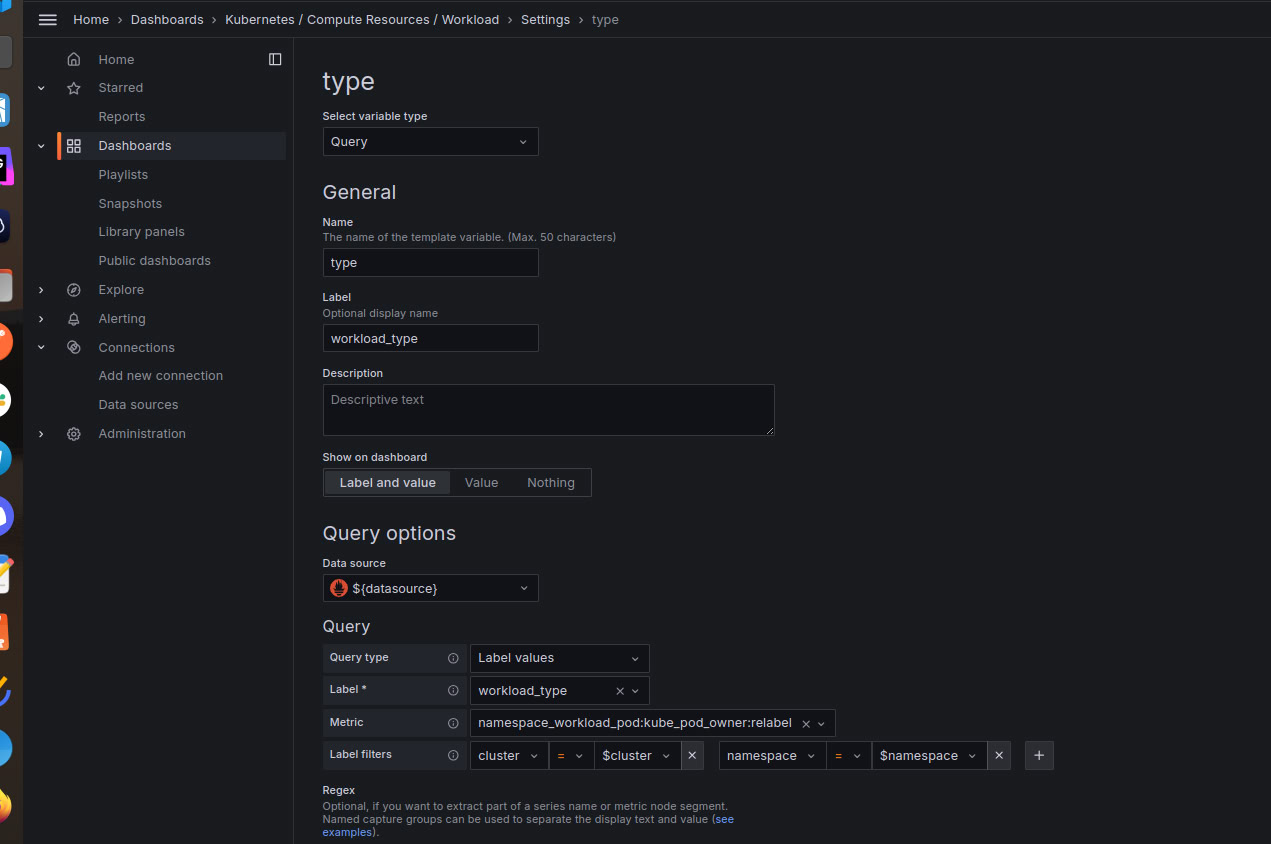 Home › Dashboards › Kubernetes / Compute Resources / Workload › Settings › type
Home
Starred
Reports
Dashboards
Playlists
Snapshots
Library panels
Public dashboards
Explore
Alerting
Connections
Add new connection
Data sources
Administration
type
Select variable type
Query
General
Name
The name of the template variable. (Max. 50 characters)
type
Label
Optional display name
workload_type
Description
Descriptive text
Show on dashboard
Label and value Value Nothing
Query options
Data source
${datasource}
Query
Query type Label values
Label * workload_type
Metric namespace_workload_pod:kube_pod_owner:relabel
Label filters cluster = $cluster namespace = $namespace
Regex
Optional, if you want to extract part of a series name or metric node segment.
Named capture groups can be used to separate the display text and value (see
examples).